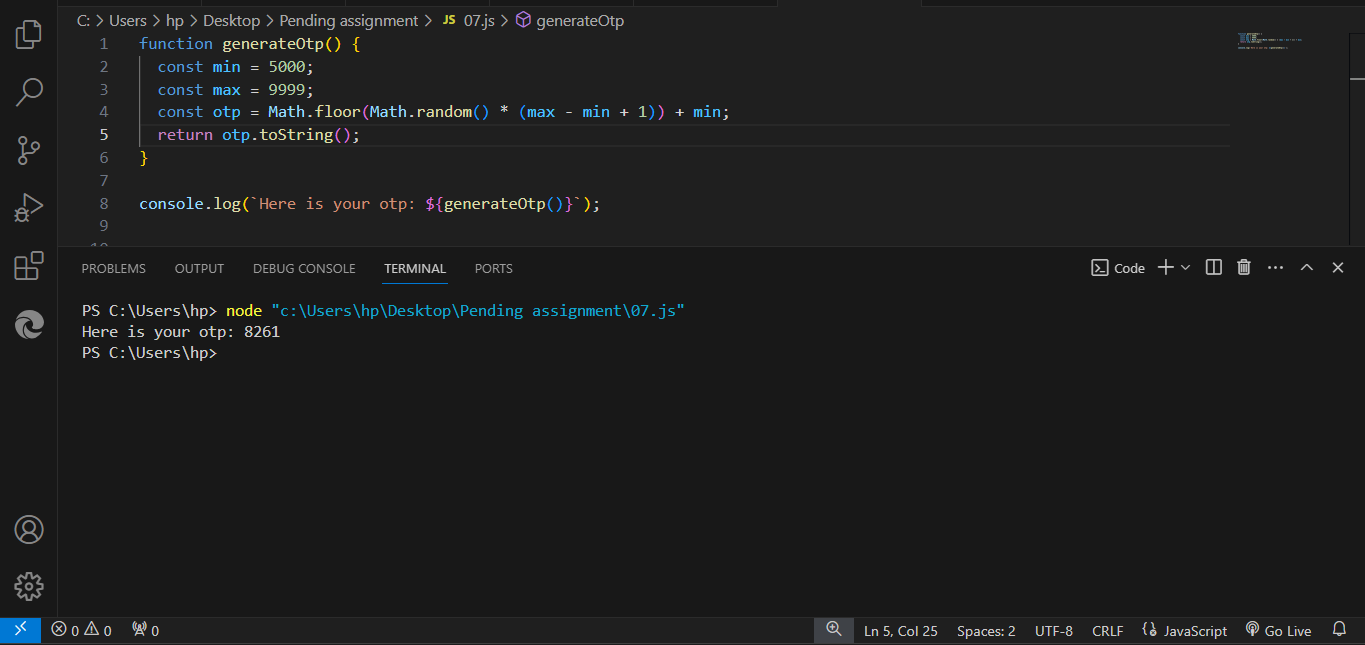 C: > Users > hp > Desktop > Pending assignment > JS 07.js > generateOtp
1 function generateOtp() {
2   const min = 5000;
3   const max = 9999;
4   const otp = Math.floor(Math.random() * (max - min + 1)) + min;
5   return otp.toString();
6 }
7
8 console.log(`Here is your otp: ${generateOtp()}`);
9
PROBLEMS OUTPUT DEBUG CONSOLE TERMINAL PORTS Code
PS C:\Users\hp> node "c:\Users\hp\Desktop\Pending assignment\07.js"
Here is your otp: 8261
PS C:\Users\hp>
0 0 0 Ln 5, Col 25 Spaces: 2 UTF-8 CRLF JavaScript Go Live